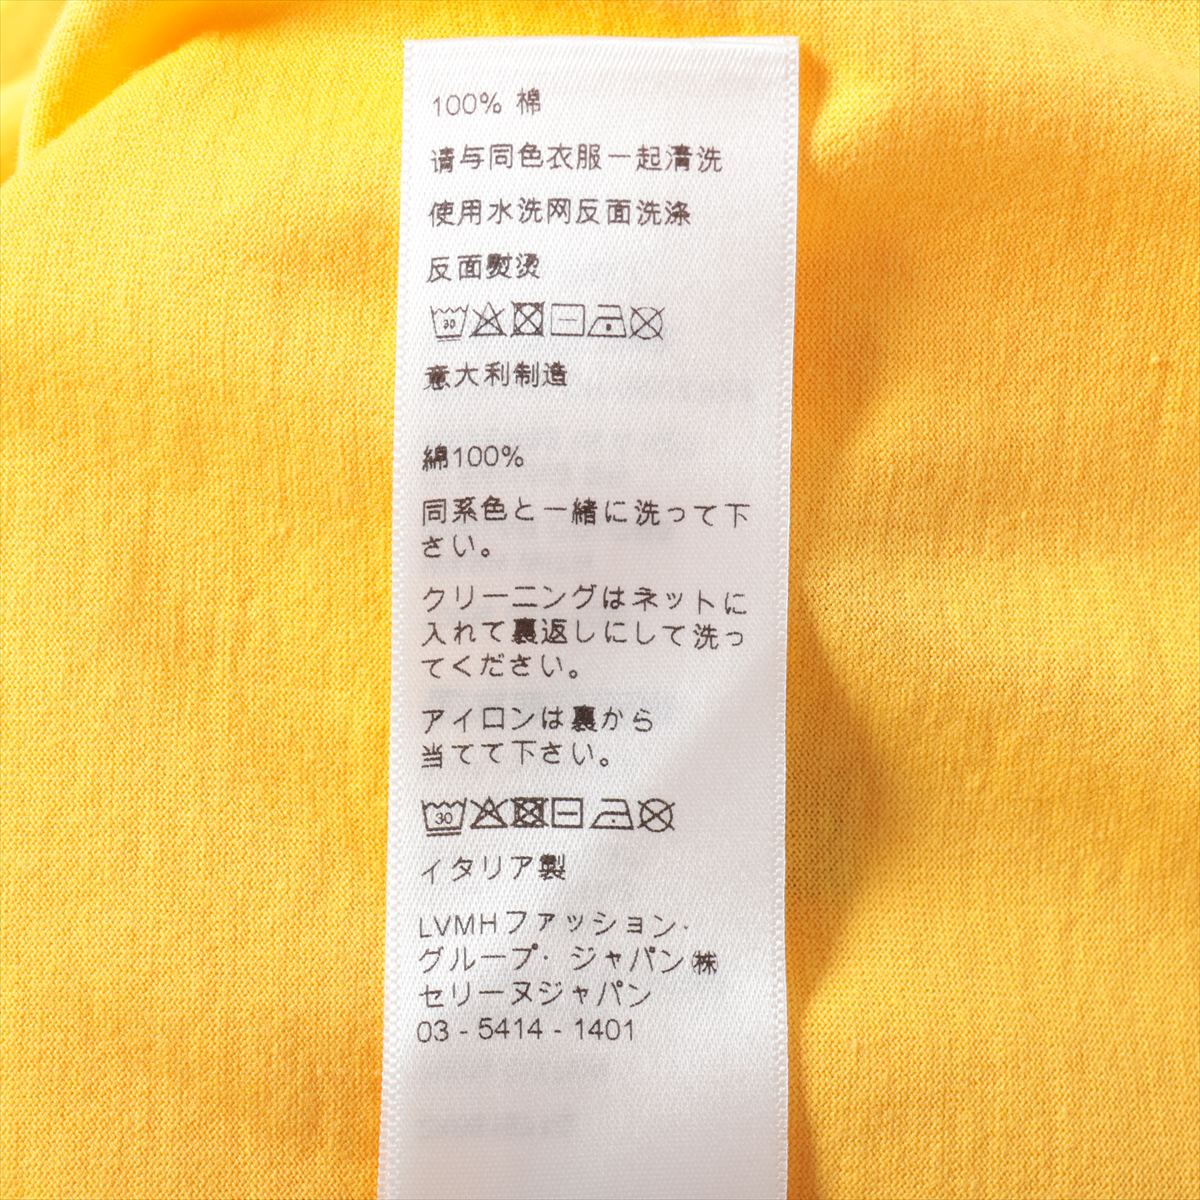 100% 棉
请与同色衣服一起清洗
使用水洗网反面洗涤
反面熨烫
30
意大利制造
綿100%
同系色と一緒に洗って下
さい。
クリーニングはネットに
入れて裏返しにして洗っ
てください。
アイロンは裏から
当てて下さい。
30
イタリア製
LVMHファッション・
グループ・ジャパン㈱
セリーヌジャパン
03 - 5414 - 1401